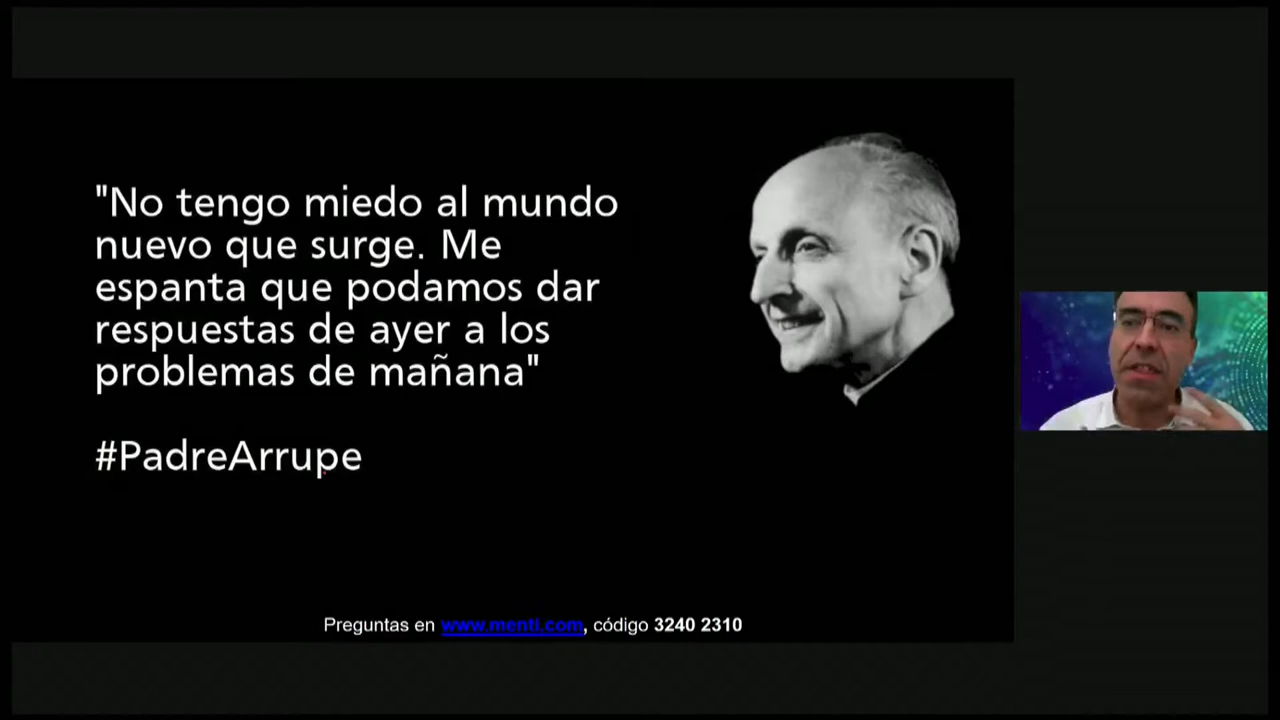 "No tengo miedo al mundo
nuevo que surge. Me
espanta que podamos dar
respuestas de ayer a los
problemas de mañana"
#PadreArrupe
Preguntas en www.menti.com, código 3240 2310